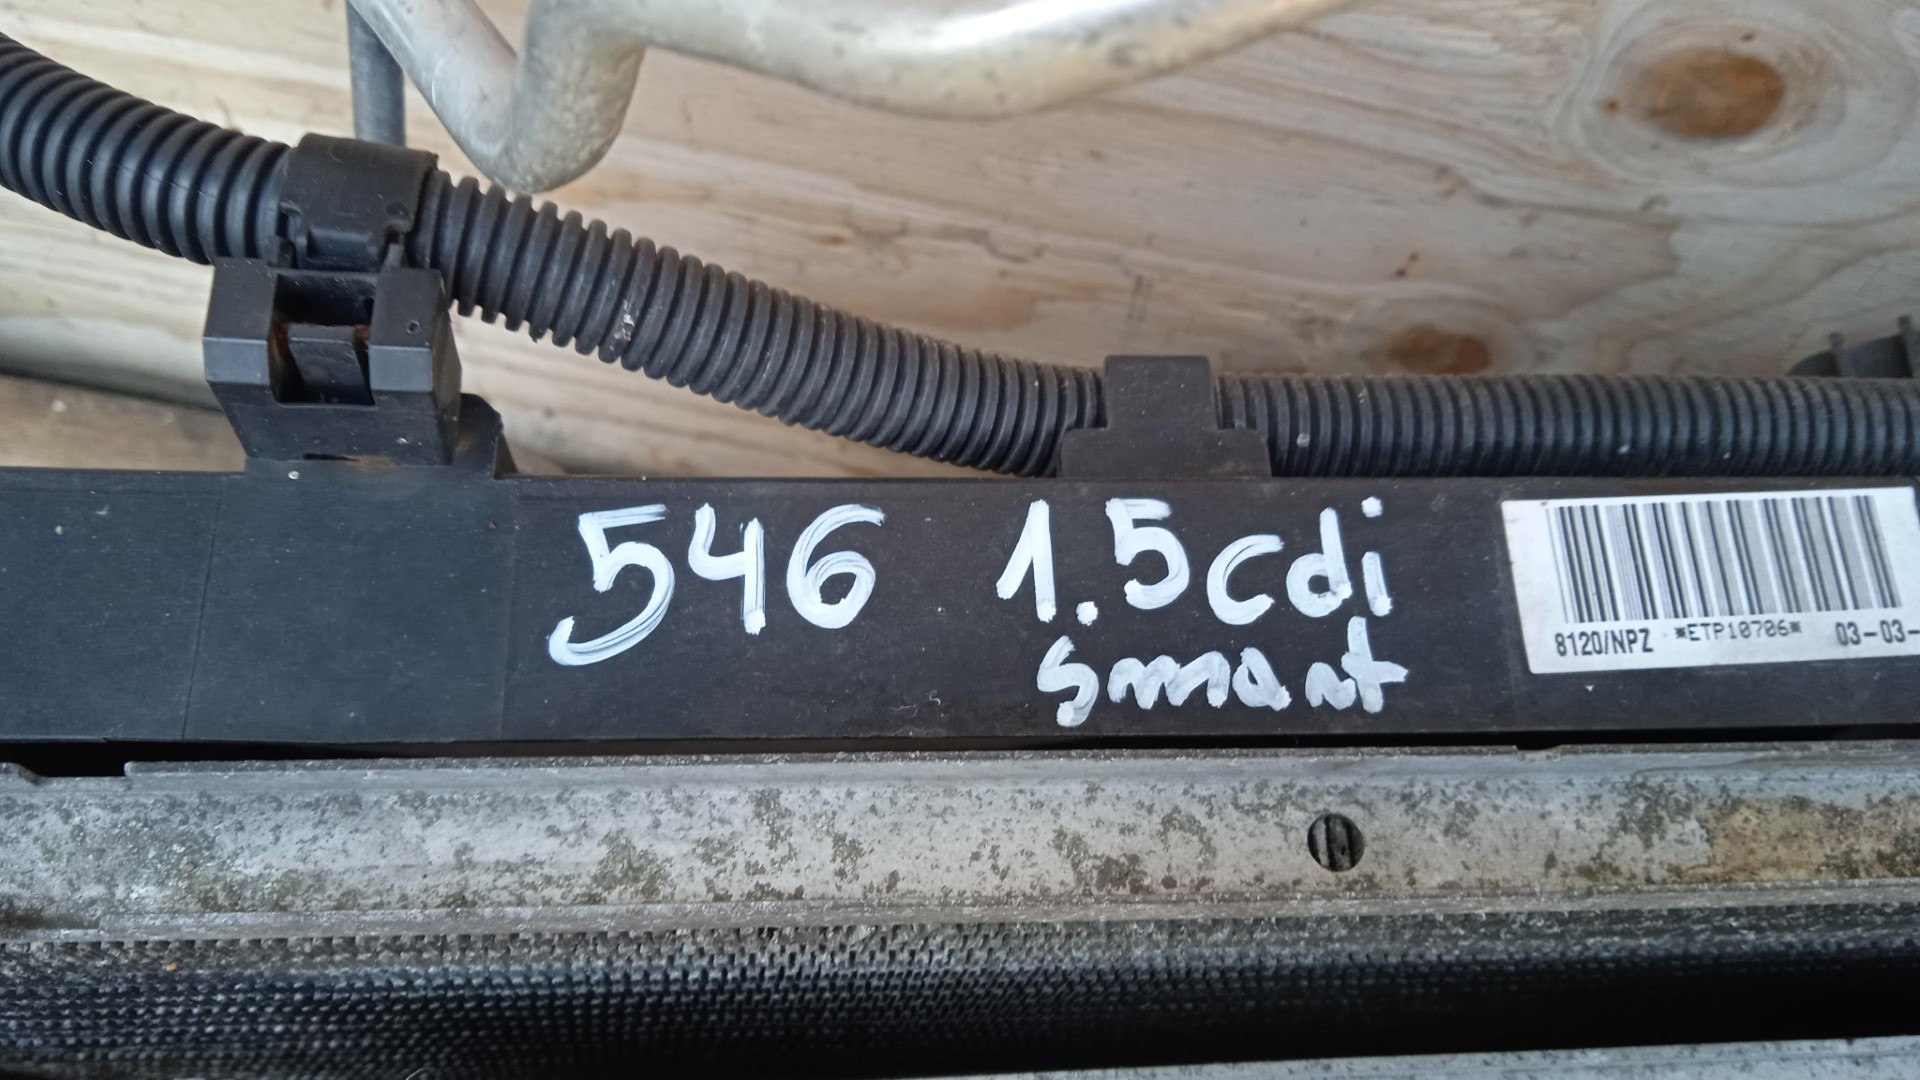 546 1.5cdi
smart
8120/NPZ *ETP10706* 03-03-